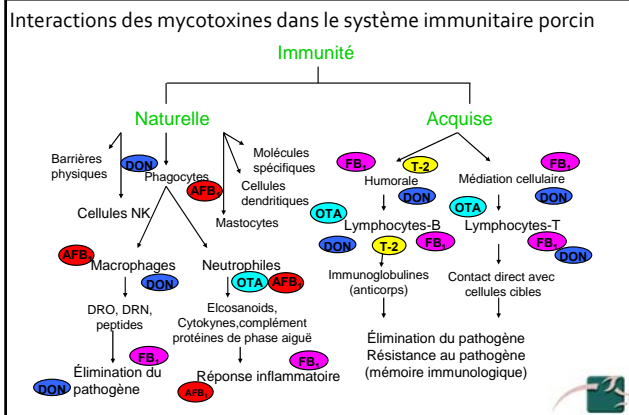 Interactions des mycotoxines dans le système immunitaire porcin
Immunité
Naturelle
Acquise
Barrières
physiques
DON
Phagocytes
AFB₁
Molécules
spécifiques
Cellules
dendritiques
Cellules NK
Mastocytes
FB₁
T-2
Humorale
DON
FB₁
Médiation cellulaire
DON
OTA
Lymphocytes-B
DON
T-2
FB₁
OTA
Lymphocytes-T
FB₁
DON
AFB₁
Macrophages
DON
Neutrophiles
OTA
AFB₁
Immunoglobulines
(anticorps)
Contact direct avec
cellules cibles
DRO, DRN,
peptides
Elcosanoids,
Cytokynes,complément
protéines de phase aiguë
FB₁
Élimination du
pathogène
DON
FB₁
Réponse inflammatoire
AFB₁
Élimination du pathogène
Résistance au pathogène
(mémoire immunologique)